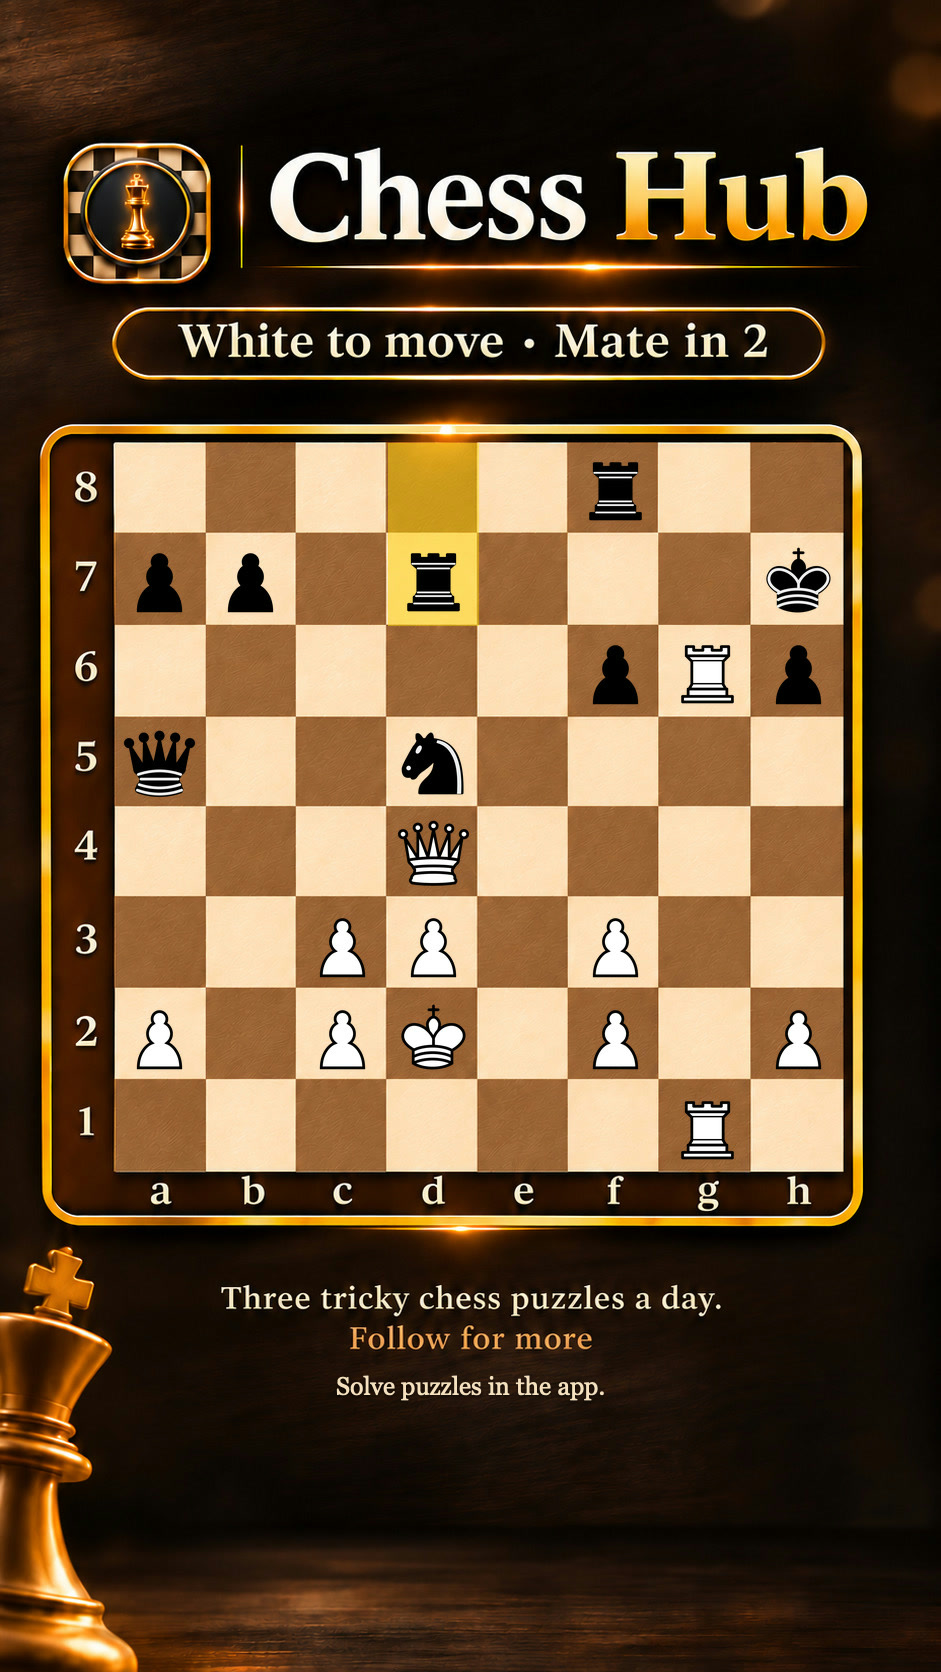 Chess Hub
White to move • Mate in 2
8
7
6
5
4
3
2
1
a b c d e f g h
Three tricky chess puzzles a day.
Follow for more
Solve puzzles in the app.